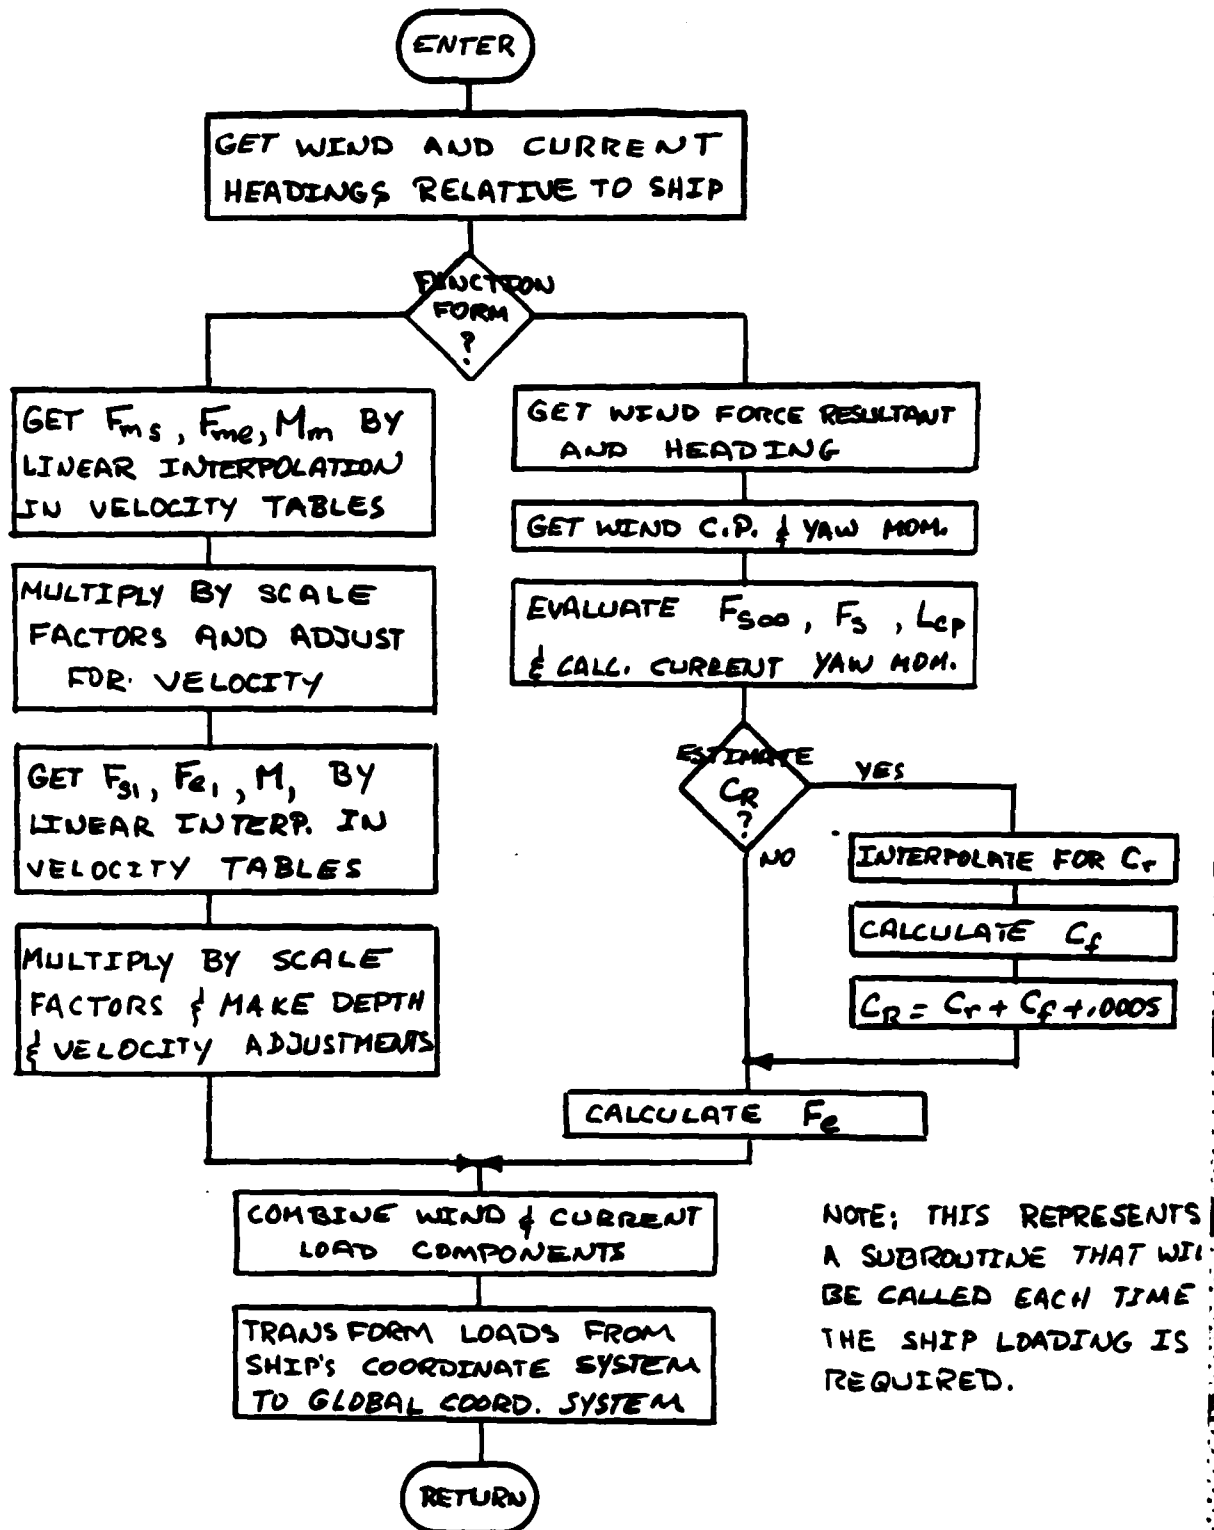 ENTER
GET WIND AND CURRENT
HEADINGS RELATIVE TO SHIP
FUNCTION
FORM
?
GET Fms, Fme, Mm BY
LINEAR INTERPOLATION
IN VELOCITY TABLES
MULTIPLY BY SCALE
FACTORS AND ADJUST
FOR. VELOCITY
GET Fs1, Fe1, M, BY
LINEAR INTERP. IN
VELOCITY TABLES
MULTIPLY BY SCALE
FACTORS & MAKE DEPTH
& VELOCITY ADJUSTMENTS
GET WIND FORCE RESULTANT
AND HEADING
GET WIND C.P. & YAW MOM.
EVALUATE Fs∞, Fs, Lcp
& CALC. CURRENT YAW MOM.
ESTIMATE
CR
?
YES
NO
INTERPOLATE FOR Cr
CALCULATE Cf
CR = Cr + Cf + .0005
CALCULATE Fe
COMBINE WIND & CURRENT
LOAD COMPONENTS
TRANSFORM LOADS FROM
SHIP'S COORDINATE SYSTEM
TO GLOBAL COORD. SYSTEM
RETURN
NOTE: THIS REPRESENTS
A SUBROUTINE THAT WIL
BE CALLED EACH TIME
THE SHIP LOADING IS
REQUIRED.